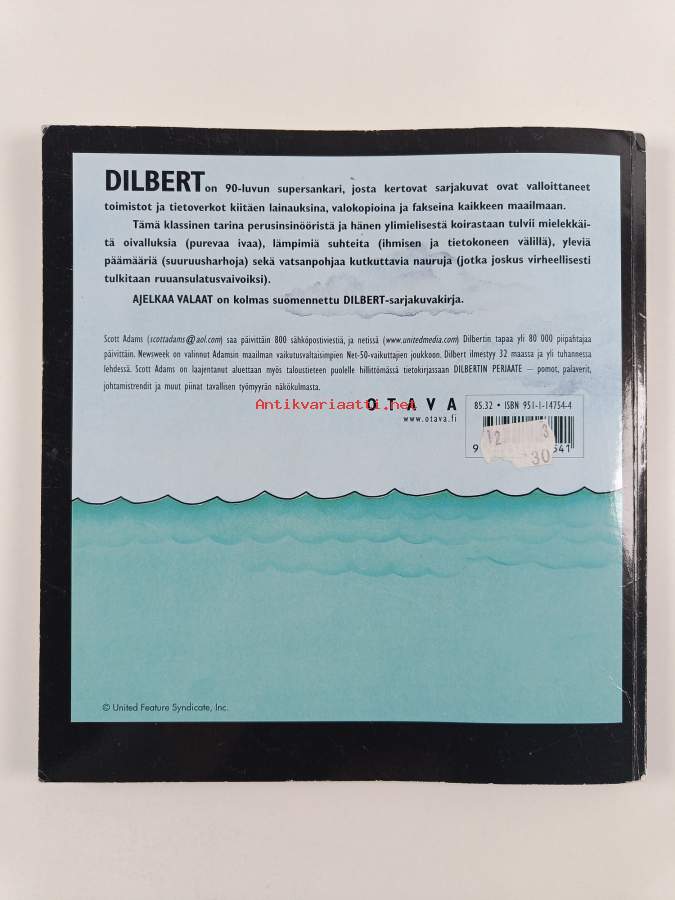 DILBERT on 90-luvun supersankari, josta kertovat sarjakuvat ovat valloittaneet
toimistot ja tietoverkot kiitäen lainauksina, valokopioina ja fakseina kaikkeen maailmaan.
Tämä klassinen tarina perusinsinööristä ja hänen ylimielisestä koirastaan tulvii mielekkäi-
tä oivalluksia (purevaa ivaa), lämpimiä suhteita (ihmisen ja tietokoneen välillä), yleviä
päämääriä (suuruusharhoja) sekä vatsanpohjaa kutkuttavia nauruja (jotka joskus virheellisesti
tulkitaan ruuansulatusvaivoiksi).
AJELKAA VALAAT on kolmas suomennettu DILBERT-sarjakuvakirja.
Scott Adams (scottadams@aol.com) saa päivittäin 800 sähköpostiviestiä, ja netissä (www.unitedmedia.com) Dilbertin tapaa yli 80 000 piipahtajaa
päivittäin. Newsweek on valinnut Adamsin maailman vaikutusvaltaisimpien Net-50-vaikuttajien joukkoon. Dilbert ilmestyy 32 maassa ja yli tuhannessa
lehdessä. Scott Adams on laajentanut aluettaan myös taloustieteen puolelle hillittömässä tietokirjassaan DILBERTIN PERIAATE – pomot, palaverit,
johtamistrendit ja muut piinat tavallisen työmyyrän näkökulmasta.
Antikvariaatti.net
OTAVA
www.otava.fi
85.32 • ISBN 951-1-14754-4
12 3
30
9 541
© United Feature Syndicate, Inc.